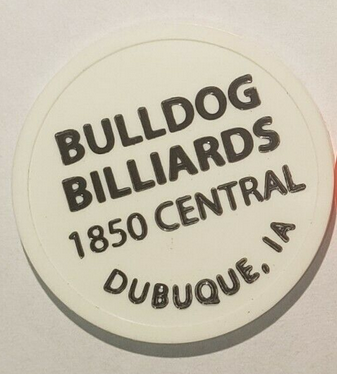 BULLDOG
BILLIARDS
1850 CENTRAL
DUBUQUE, IA